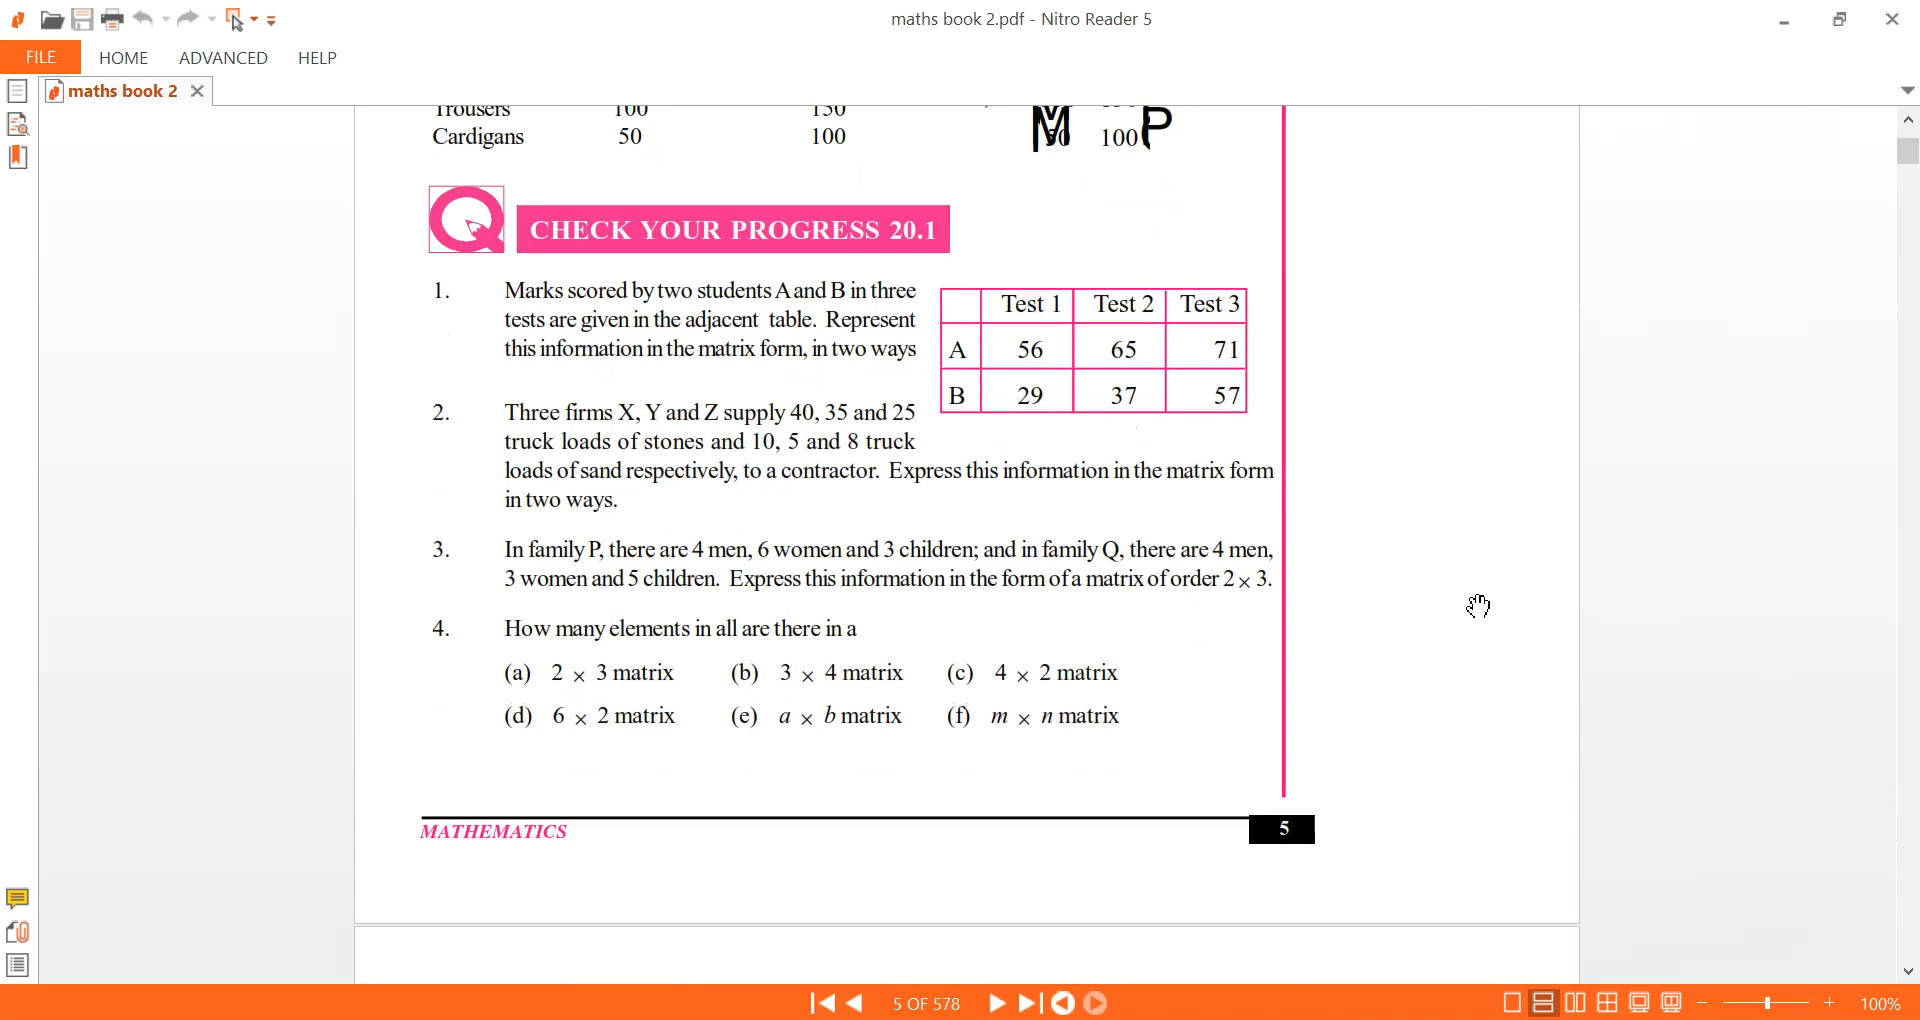 maths book 2.pdf - Nitro Reader 5
FILE HOME ADVANCED HELP
maths book 2
Trousers 100 150
Cardigans 50 100 50 100
M P
Q CHECK YOUR PROGRESS 20.1
1. Marks scored by two students A and B in three
tests are given in the adjacent table. Represent
this information in the matrix form, in two ways
Test 1 Test 2 Test 3
A 56 65 71
B 29 37 57
2. Three firms X, Y and Z supply 40, 35 and 25
truck loads of stones and 10, 5 and 8 truck
loads of sand respectively, to a contractor. Express this information in the matrix form
in two ways.
3. In family P, there are 4 men, 6 women and 3 children; and in family Q, there are 4 men,
3 women and 5 children. Express this information in the form of a matrix of order 2 × 3.
4. How many elements in all are there in a
(a) 2 × 3 matrix (b) 3 × 4 matrix (c) 4 × 2 matrix
(d) 6 × 2 matrix (e) a × b matrix (f) m × n matrix
MATHEMATICS 5
5 OF 578
100%